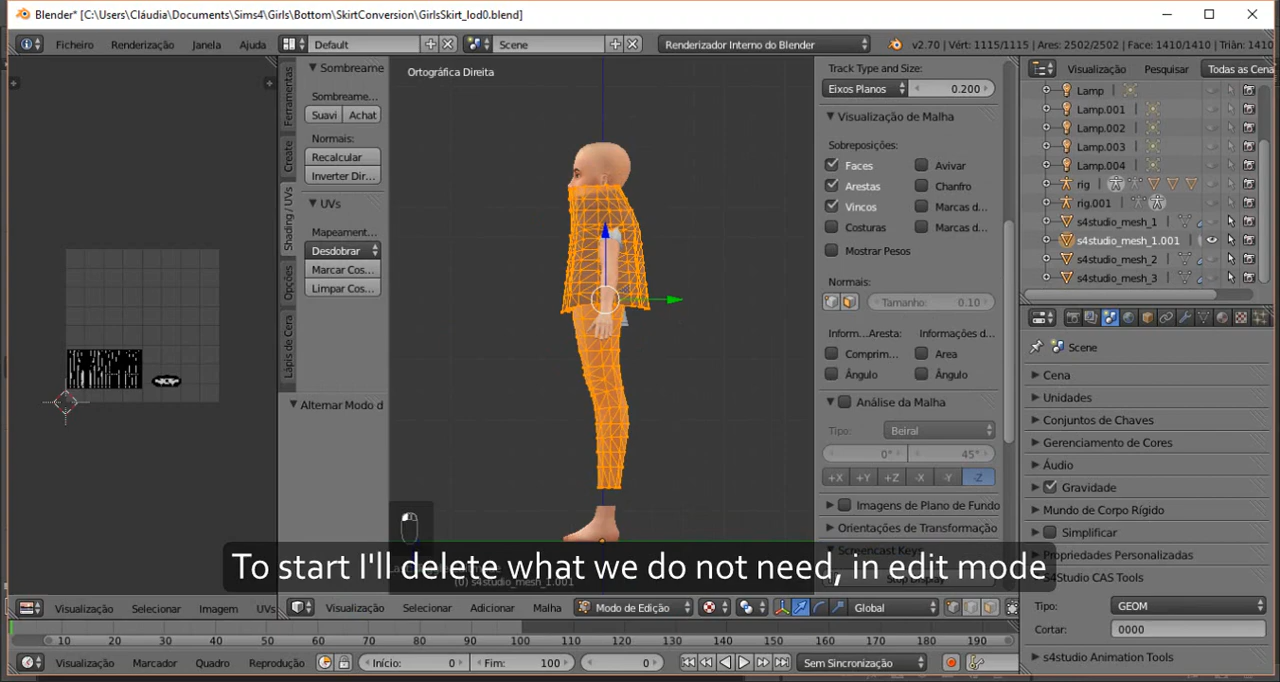 Blender* [C:\Users\Cláudia\Documents\Sims4\Girls\Bottom\SkirtConversion\GirlsSkirt_lod0.blend]
Ficheiro Renderização Janela Ajuda Default Scene Renderizador Interno do Blender v2.70 | Vért: 1115/1115 | Ares: 2502/2502 | Face: 1410/1410 | Triân: 1410 Visualização Pesquisar Todas as Cena
Ferramentas
Create
Shading / UVs
Opções
Lápis de Cera
Sombreame
Sombreame...
Suavi Achat
Normais:
Recalcular
Inverter Dir...
UVs
Mapeament...
Desdobrar
Marcar Cos...
Limpar Cos...
Alternar Modo d
Ortográfica Direita
Track Type and Size:
Eixos Planos 0.200
Visualização de Malha
Sobreposições:
Faces Avivar
Arestas Chanfro
Vincos Marcas d...
Costuras Marcas d...
Mostrar Pesos
Normais:
Tamanho: 0.10
Inform...Aresta: Informações d...
Comprim... Area
Ângulo Ângulo
Análise da Malha
Tipo: Beiral
0° 45°
+X +Y +Z -X -Y -Z
Imagens de Plano de Fundo
Orientações de Transformação
Screencast Keys
Lamp
Lamp.001
Lamp.002
Lamp.003
Lamp.004
rig
rig.001
s4studio_mesh_1
s4studio_mesh_1.001
s4studio_mesh_2
s4studio_mesh_3
Scene
Cena
Unidades
Conjuntos de Chaves
Gerenciamento de Cores
Áudio
Gravidade
Mundo de Corpo Rígido
Simplificar
Propriedades Personalizadas
S4Studio CAS Tools
Tipo: GEOM
Cortar: 0000
s4studio Animation Tools
To start I'll delete what we do not need, in edit mode
(0) s4studio_mesh_1.001
Visualização Selecionar Imagem UVs Visualização Selecionar Adicionar Malha Modo de Edição Global
10 20 30 40 50 60 70 80 90 100 110 120 130 140 150 160 170 180 190
Visualização Marcador Quadro Reprodução Início: 0 Fim: 100 0 Sem Sincronização